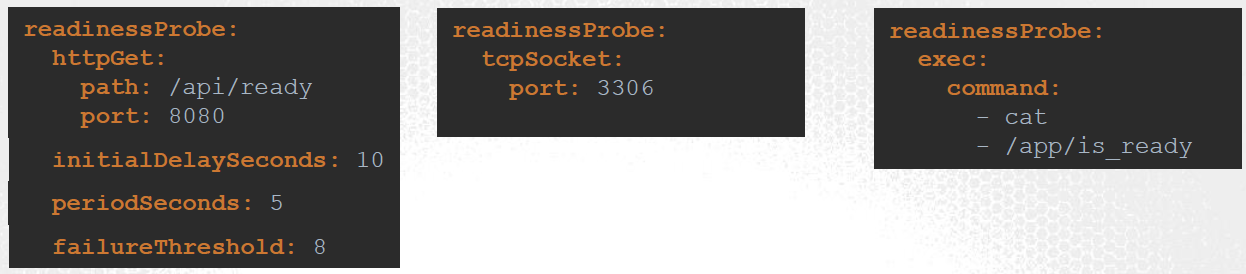 readinessProbe:
  httpGet:
    path: /api/ready
    port: 8080
  initialDelaySeconds: 10
  periodSeconds: 5
  failureThreshold: 8
readinessProbe:
  tcpSocket:
    port: 3306
readinessProbe:
  exec:
    command:
      - cat
      - /app/is_ready